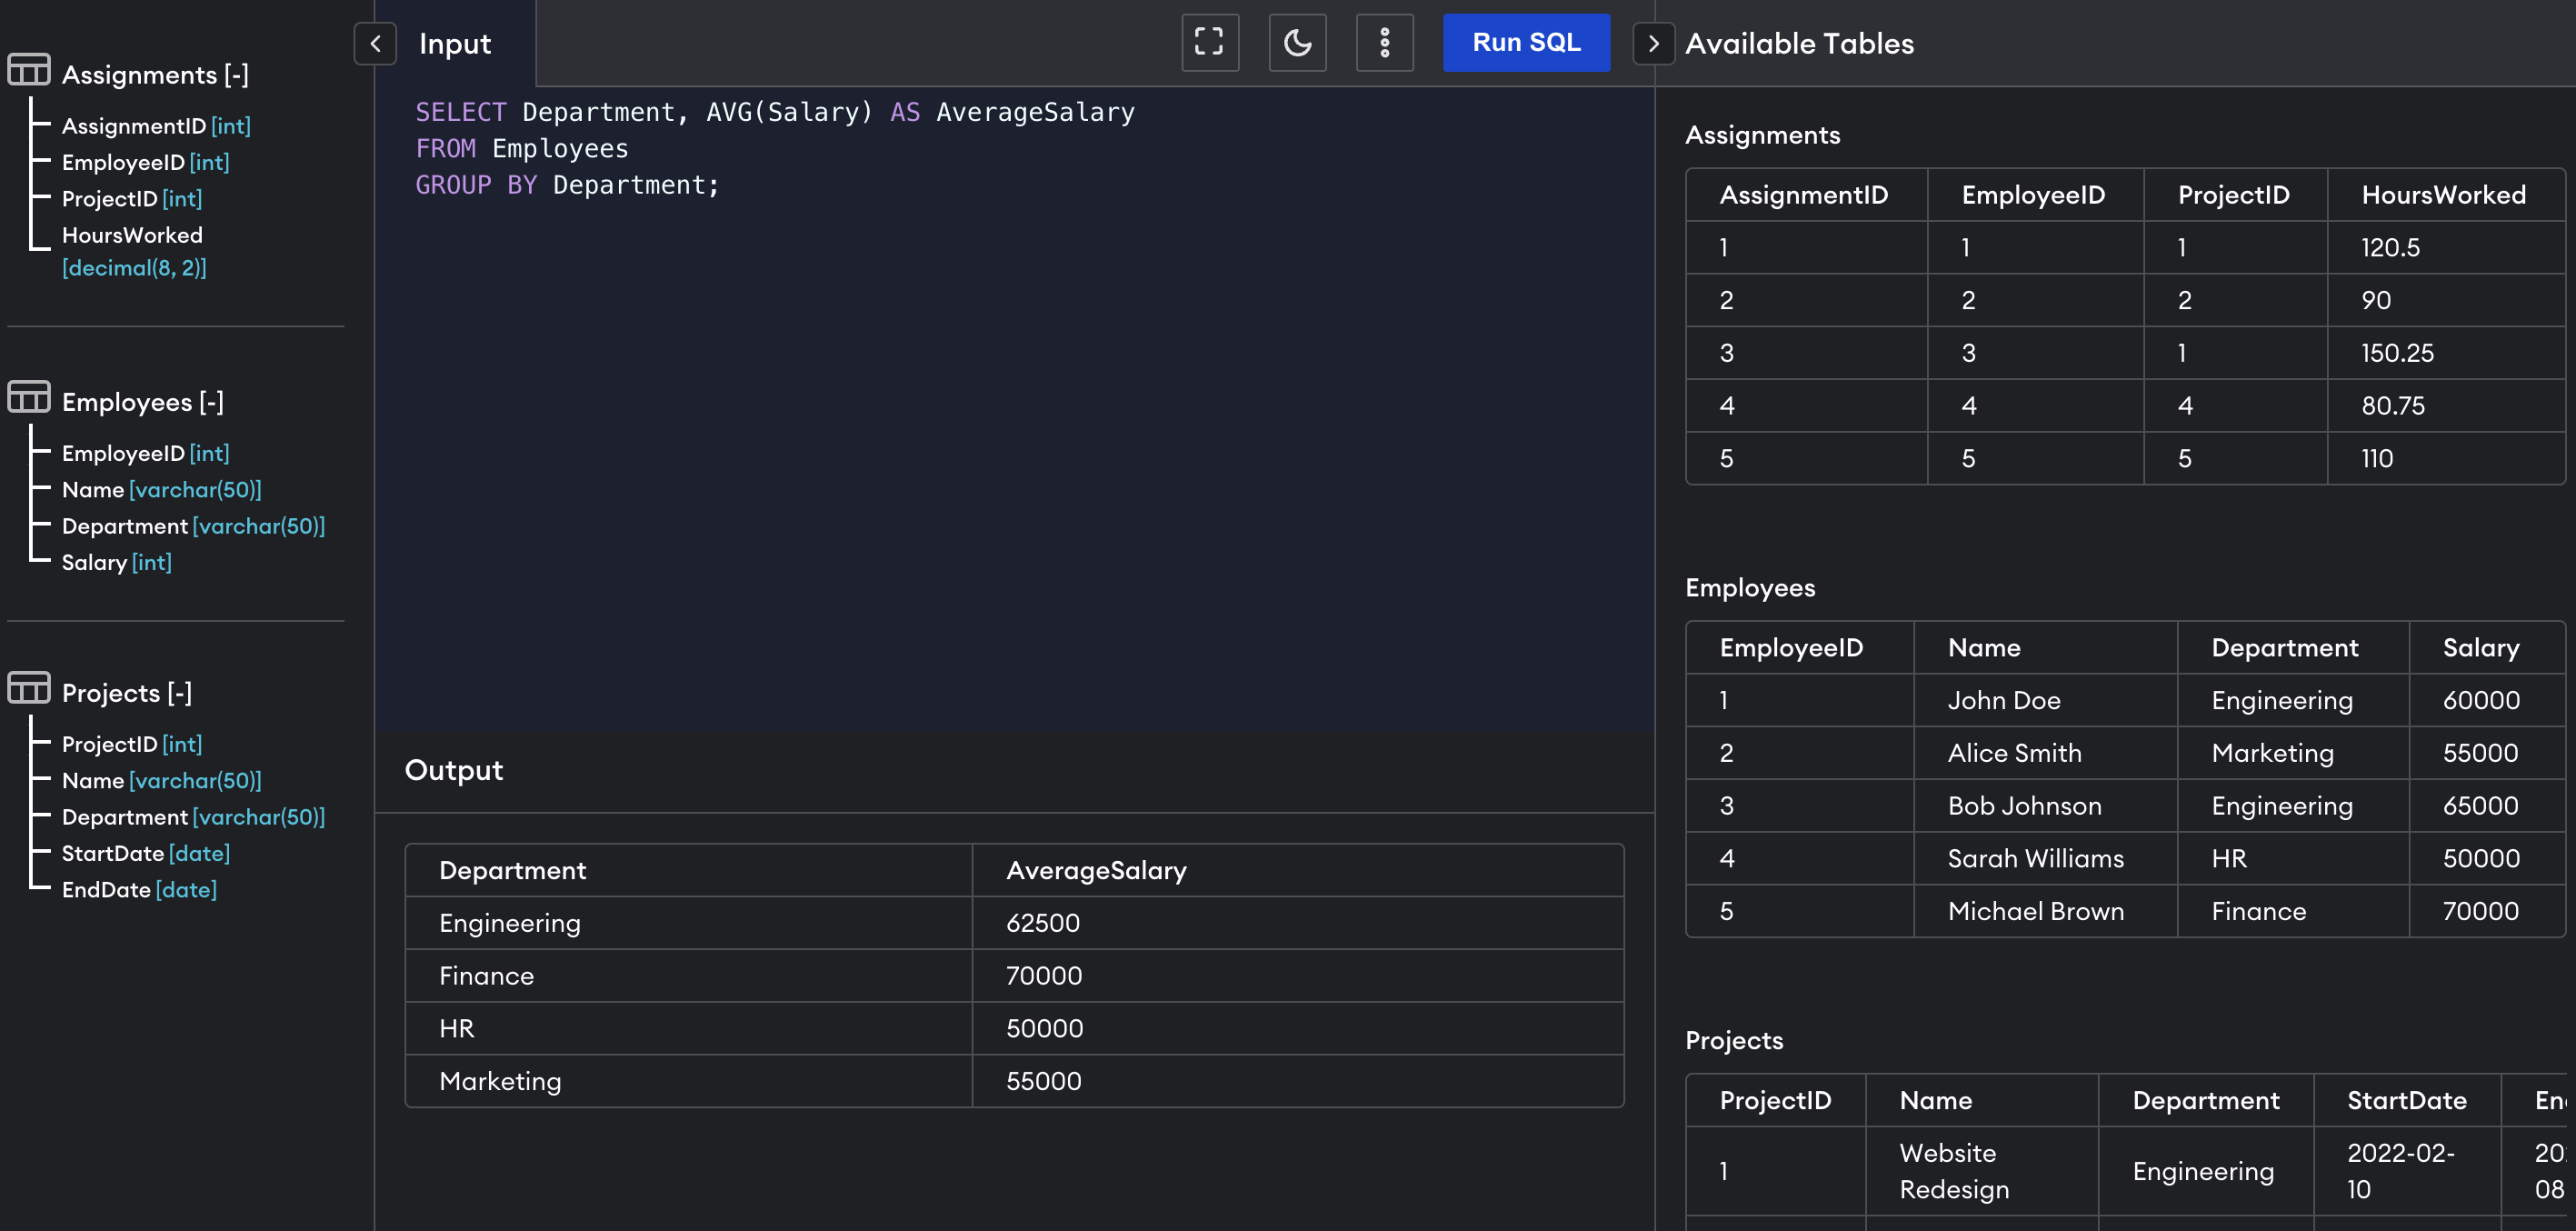 Assignments [-]
AssignmentID [int]
EmployeeID [int]
ProjectID [int]
HoursWorked
[decimal(8, 2)]
Employees [-]
EmployeeID [int]
Name [varchar(50)]
Department [varchar(50)]
Salary [int]
Projects [-]
ProjectID [int]
Name [varchar(50)]
Department [varchar(50)]
StartDate [date]
EndDate [date]
Input
Run SQL
SELECT Department, AVG(Salary) AS AverageSalary
FROM Employees
GROUP BY Department;
Output
Department AverageSalary
Engineering 62500
Finance 70000
HR 50000
Marketing 55000
Available Tables
Assignments
AssignmentID EmployeeID ProjectID HoursWorked
1 1 1 120.5
2 2 2 90
3 3 1 150.25
4 4 4 80.75
5 5 5 110
Employees
EmployeeID Name Department Salary
1 John Doe Engineering 60000
2 Alice Smith Marketing 55000
3 Bob Johnson Engineering 65000
4 Sarah Williams HR 50000
5 Michael Brown Finance 70000
Projects
ProjectID Name Department StartDate
1 Website Redesign Engineering 2022-02-10 08